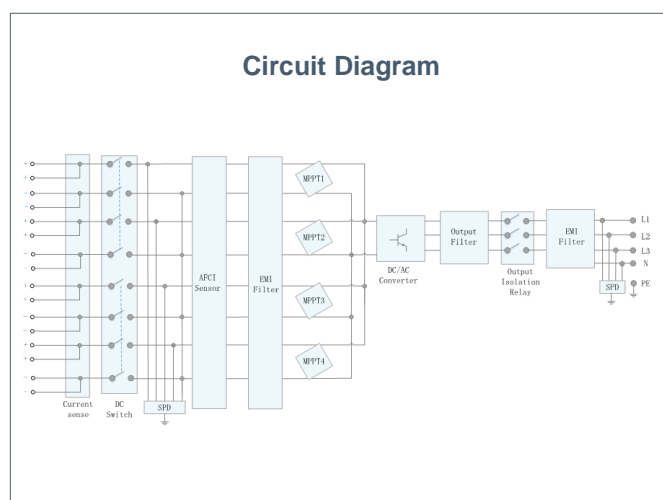 Circuit Diagram
+
+
-
-
+
+
-
-
+
+
-
-
+
+
-
-
Current
sense
DC
Switch
SPD
AFCI
Sensor
EMI
Filter
MPPT1
MPPT2
MPPT3
MPPT4
DC/AC
Converter
Output
Filter
Output
Isolation
Relay
EMI
Filter
L1
L2
L3
N
SPD
PE